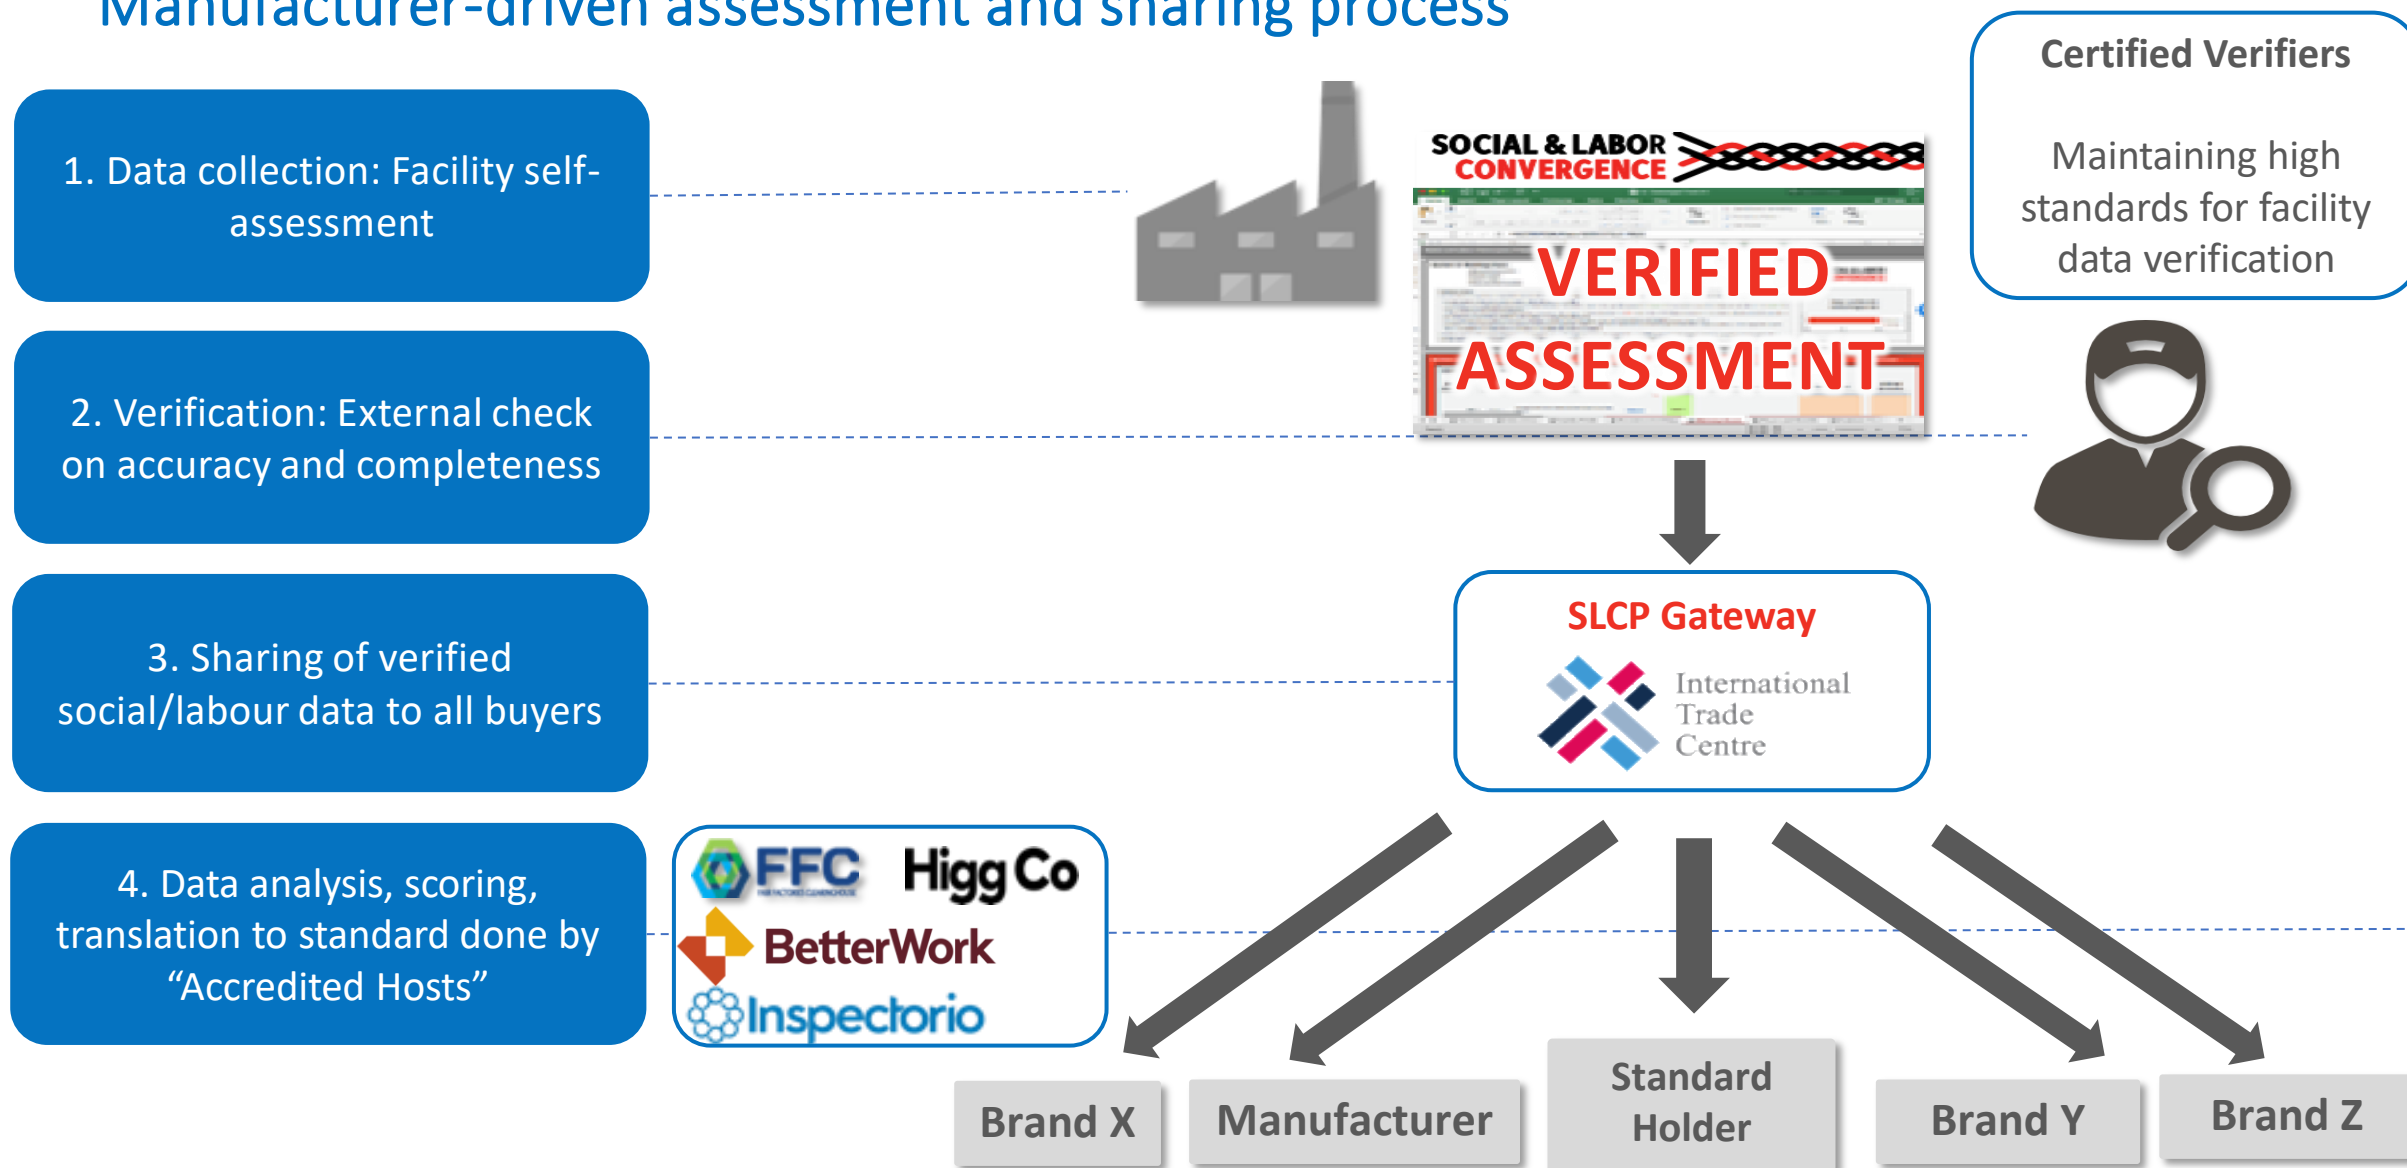 Manufacturer-driven assessment and sharing process
1. Data collection: Facility self-
assessment
2. Verification: External check
on accuracy and completeness
3. Sharing of verified
social/labour data to all buyers
4. Data analysis, scoring,
translation to standard done by
“Accredited Hosts”
SOCIAL & LABOR
CONVERGENCE
VERIFIED
ASSESSMENT
Certified Verifiers
Maintaining high
standards for facility
data verification
SLCP Gateway
International
Trade
Centre
FFC
FAIR FACTORIES CLEARINGHOUSE
Higg Co
BetterWork
Inspectorio
Brand X
Manufacturer
Standard
Holder
Brand Y
Brand Z